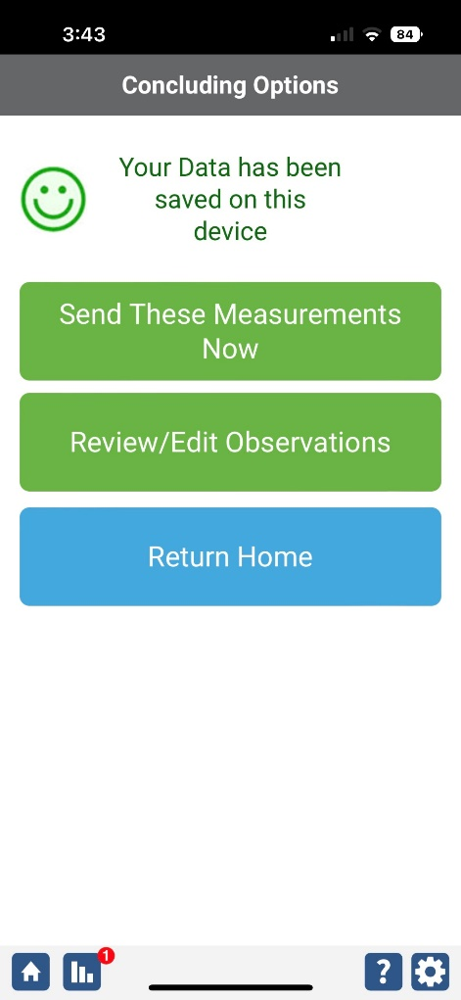 3:43
84
Concluding Options
Your Data has been
saved on this
device
Send These Measurements
Now
Review/Edit Observations
Return Home
1
?